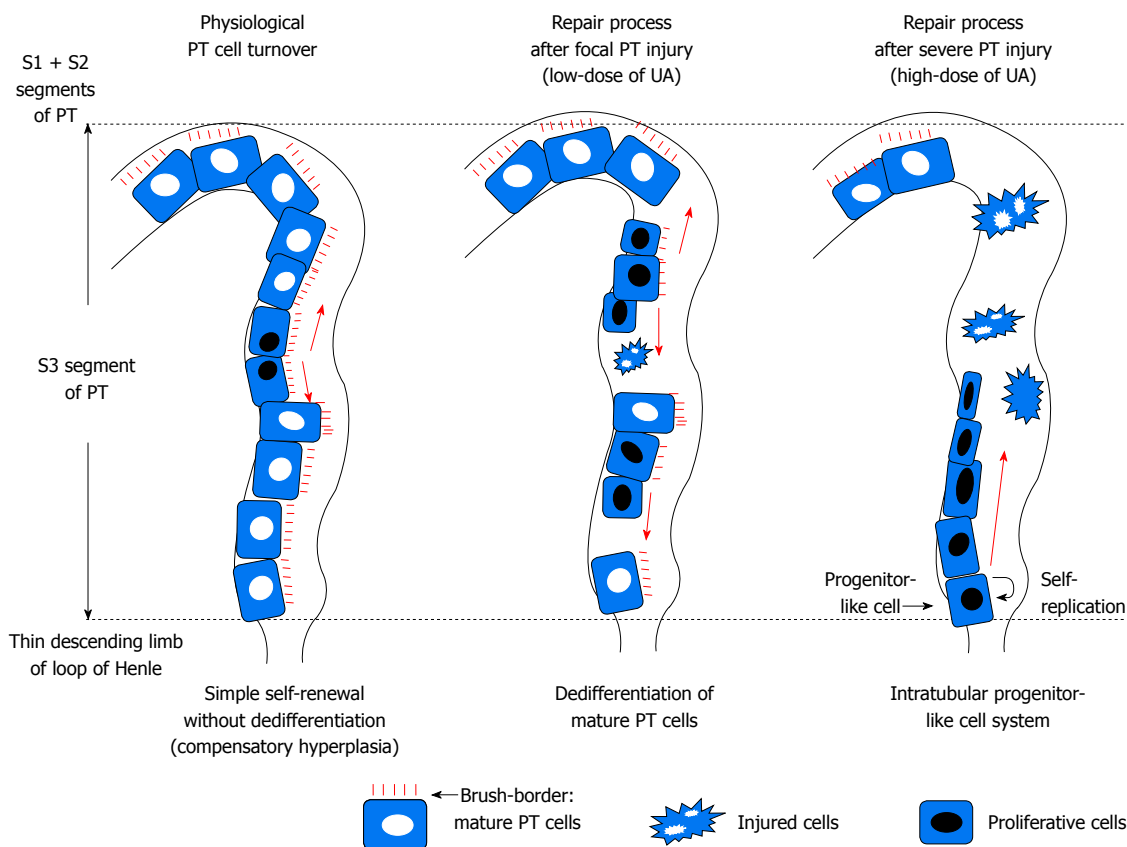 Physiological
PT cell turnover
Repair process
after focal PT injury
(low-dose of UA)
Repair process
after severe PT injury
(high-dose of UA)
S1 + S2
segments
of PT
S3 segment
of PT
Thin descending limb
of loop of Henle
Progenitor-
like cell
Self-
replication
Simple self-renewal
without dedifferentiation
(compensatory hyperplasia)
Dedifferentiation of
mature PT cells
Intratubular progenitor-
like cell system
Brush-border:
mature PT cells
Injured cells
Proliferative cells